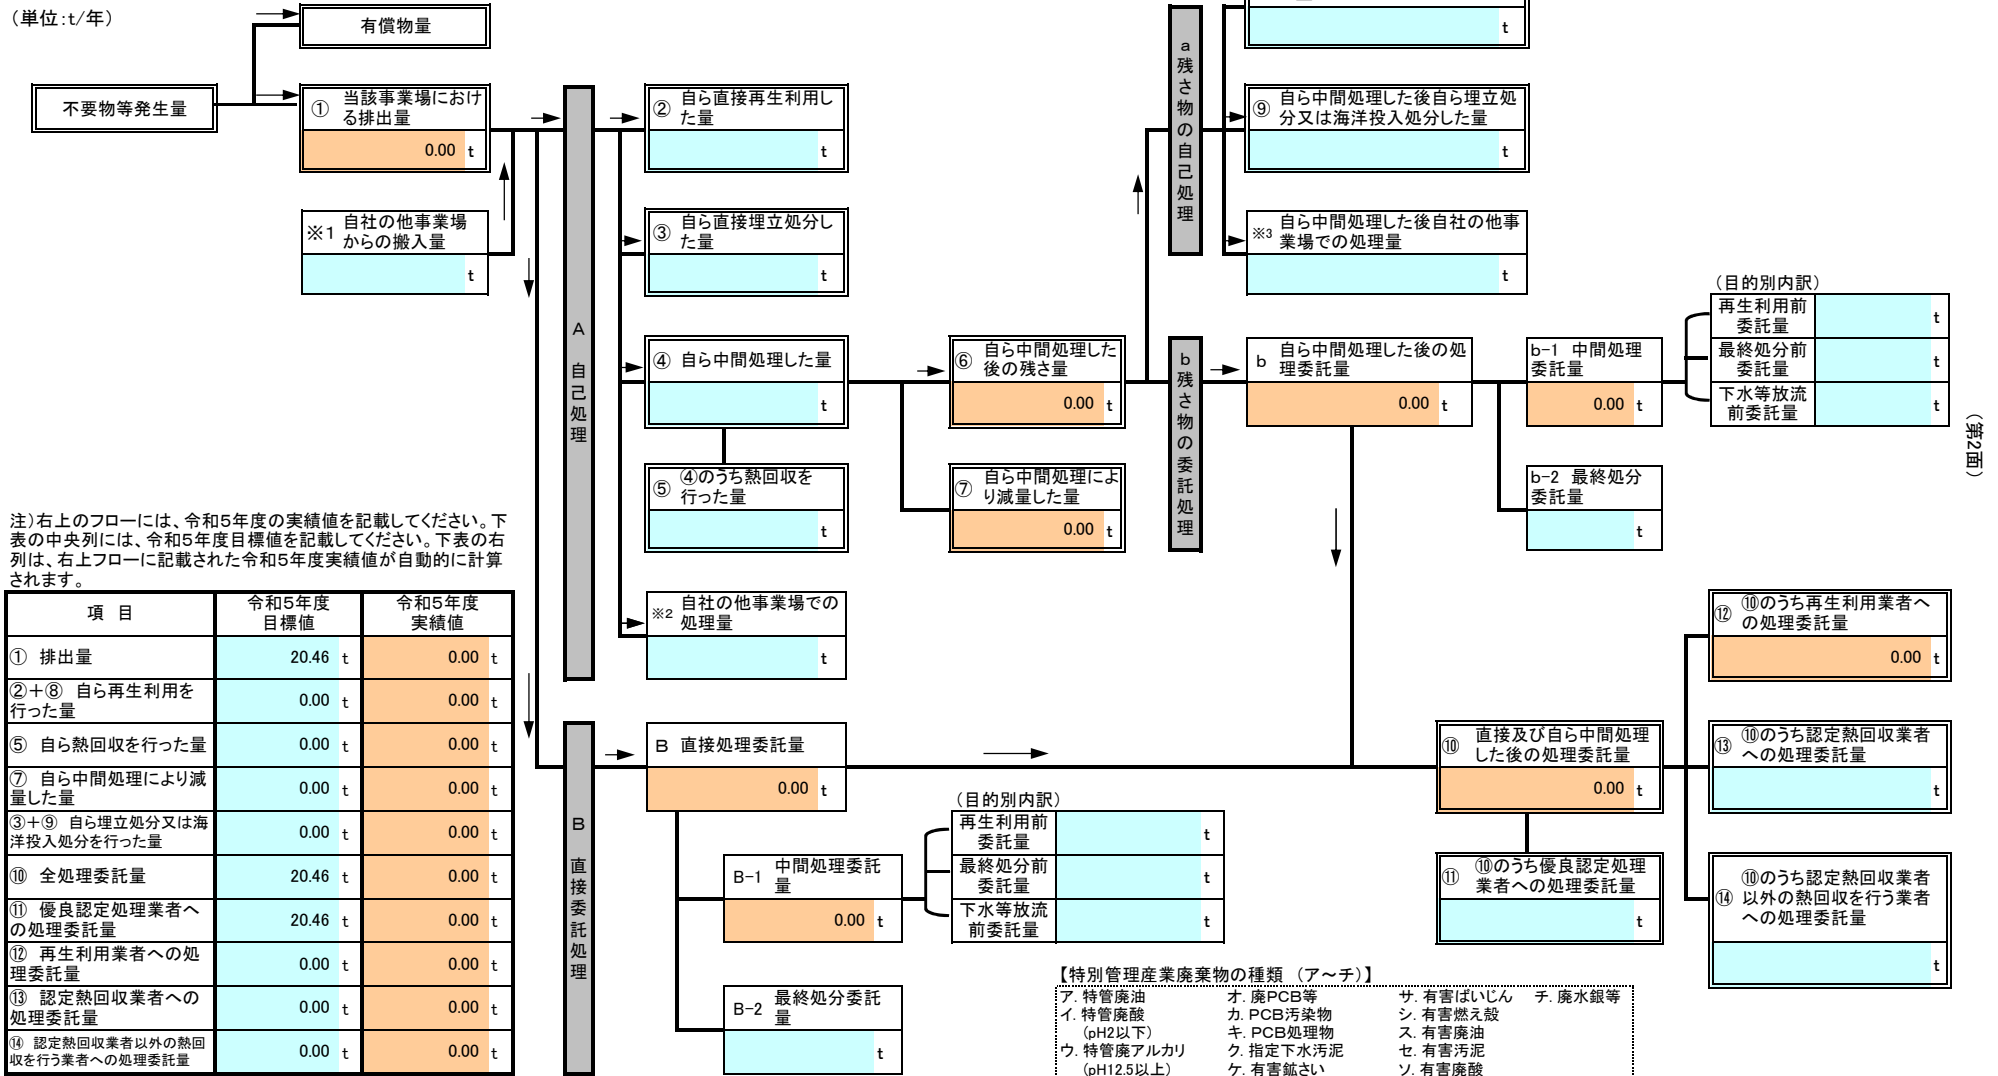 （単位:t/年）
有償物量
不要物等発生量
① 当該事業場におけ
る排出量
0.00 t
※1 自社の他事業場
からの搬入量
t
A 自己処理
② 自ら直接再生利用し
た量
t
③ 自ら直接埋立処分し
た量
t
④ 自ら中間処理した量
t
⑤ ④のうち熱回収を
行った量
t
※2 自社の他事業場での
処理量
t
⑥ 自ら中間処理した
後の残さ量
0.00 t
⑦ 自ら中間処理によ
り減量した量
0.00 t
a 残さ物の自己処理
t
⑨ 自ら中間処理した後自ら埋立処
分又は海洋投入処分した量
t
※3 自ら中間処理した後自社の他事
業場での処理量
t
b 残さ物の委託処理
b 自ら中間処理した後の処
理委託量
0.00 t
b-1 中間処理
委託量
0.00 t
（目的別内訳）
再生利用前
委託量
t
最終処分前
委託量
t
下水等放流
前委託量
t
b-2 最終処分
委託量
t
（第2面）
注）右上のフローには、令和5年度の実績値を記載してください。下
表の中央列には、令和5年度目標値を記載してください。下表の右
列は、右上フローに記載された令和5年度実績値が自動的に計算
されます。
項 目 令和5年度 令和5年度
目標値 実績値
① 排出量 20.46 t 0.00 t
②＋⑧ 自ら再生利用を
行った量 0.00 t 0.00 t
⑤ 自ら熱回収を行った量 0.00 t 0.00 t
⑦ 自ら中間処理により減
量した量 0.00 t 0.00 t
③＋⑨ 自ら埋立処分又は海
洋投入処分を行った量 0.00 t 0.00 t
⑩ 全処理委託量 20.46 t 0.00 t
⑪ 優良認定処理業者へ
の処理委託量 20.46 t 0.00 t
⑫ 再生利用業者への処
理委託量 0.00 t 0.00 t
⑬ 認定熱回収業者への
処理委託量 0.00 t 0.00 t
⑭ 認定熱回収業者以外の熱回
収を行う業者への処理委託量 0.00 t 0.00 t
B 直接委託処理
B 直接処理委託量
0.00 t
B-1 中間処理委託
量
0.00 t
（目的別内訳）
再生利用前
委託量
t
最終処分前
委託量
t
下水等放流
前委託量
t
B-2 最終処分委託
量
t
⑩ 直接及び自ら中間処理
した後の処理委託量
0.00 t
⑪ ⑩のうち優良認定処理
業者への処理委託量
t
⑫ ⑩のうち再生利用業者へ
の処理委託量
0.00 t
⑬ ⑩のうち認定熱回収業者
への処理委託量
t
⑭ ⑩のうち認定熱回収業者
以外の熱回収を行う業者
への処理委託量
t
【特別管理産業廃棄物の種類 （ア～チ）】
ア. 特管廃油 オ. 廃PCB等 サ. 有害ばいじん チ. 廃水銀等
イ. 特管廃酸 カ. PCB汚染物 シ. 有害燃え殻
（pH2以下） キ. PCB処理物 ス. 有害廃油
ウ. 特管廃アルカリ ク. 指定下水汚泥 セ. 有害汚泥
（pH12.5以上） ケ. 有害鉱さい ソ. 有害廃酸